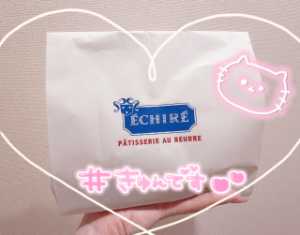 ÉCHIRÉ
PÂTISSERIE AU BEURRE
#きゅんです